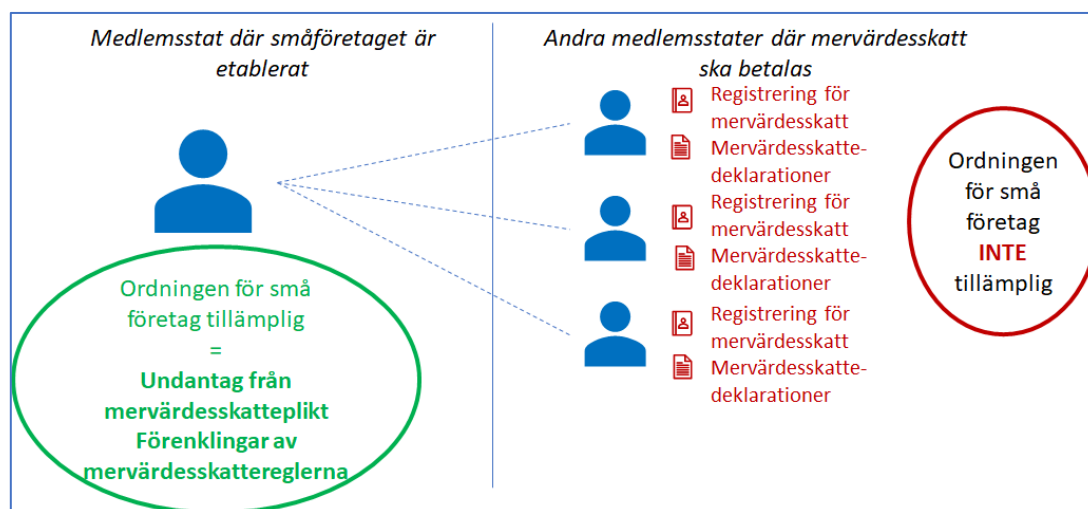 Medlemsstat där småföretaget är
etablerat
Ordningen för små
företag tillämplig
=
Undantag från
mervärdesskatteplikt
Förenklingar av
mervärdesskattereglerna
Andra medlemsstater där mervärdesskatt
ska betalas
Registrering för
mervärdesskatt
Mervärdesskatte-
deklarationer
Registrering för
mervärdesskatt
Mervärdesskatte-
deklarationer
Registrering för
mervärdesskatt
Mervärdesskatte-
deklarationer
Ordningen
för små
företag
INTE
tillämplig